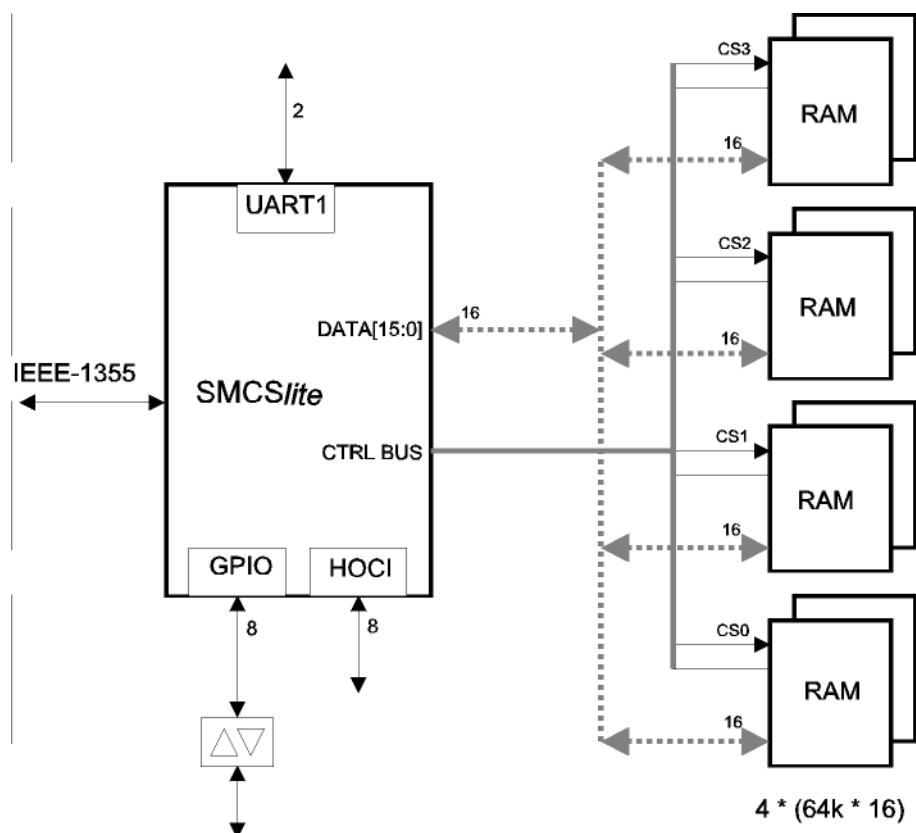 CS3
RAM
2
16
UART1
CS2
RAM
16
DATA[15:0]
16
IEEE-1355
SMCSlite
CS1
CTRL BUS
RAM
16
GPIO
HOCI
8
8
CS0
RAM
16
4 * (64k * 16)